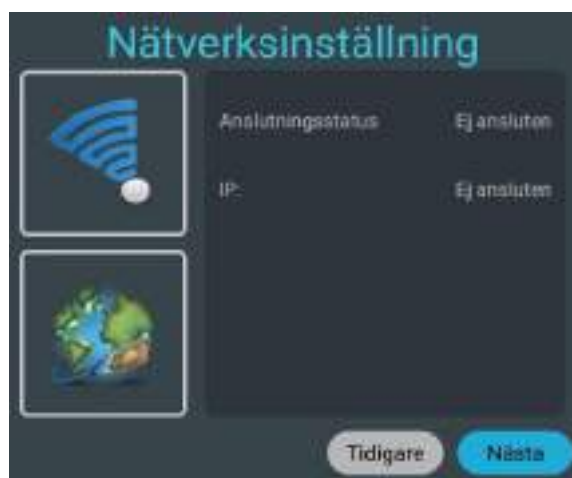 Nätverksinställning
Anslutningsstatus Ej ansluten
IP: Ej ansluten
Tidigare Nästa